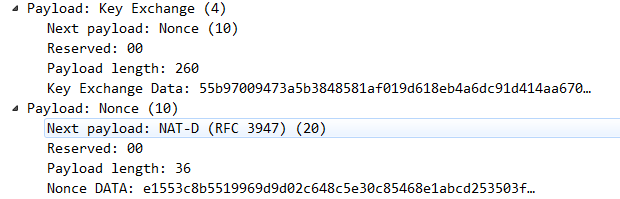 Payload: Key Exchange (4)
Next payload: Nonce (10)
Reserved: 00
Payload length: 260
Key Exchange Data: 55b97009473a5b3848581af019d618eb4a6dc91d414aa670…
Payload: Nonce (10)
Next payload: NAT-D (RFC 3947) (20)
Reserved: 00
Payload length: 36
Nonce DATA: e1553c8b5519969d9d02c648c5e30c85468e1abcd253503f…